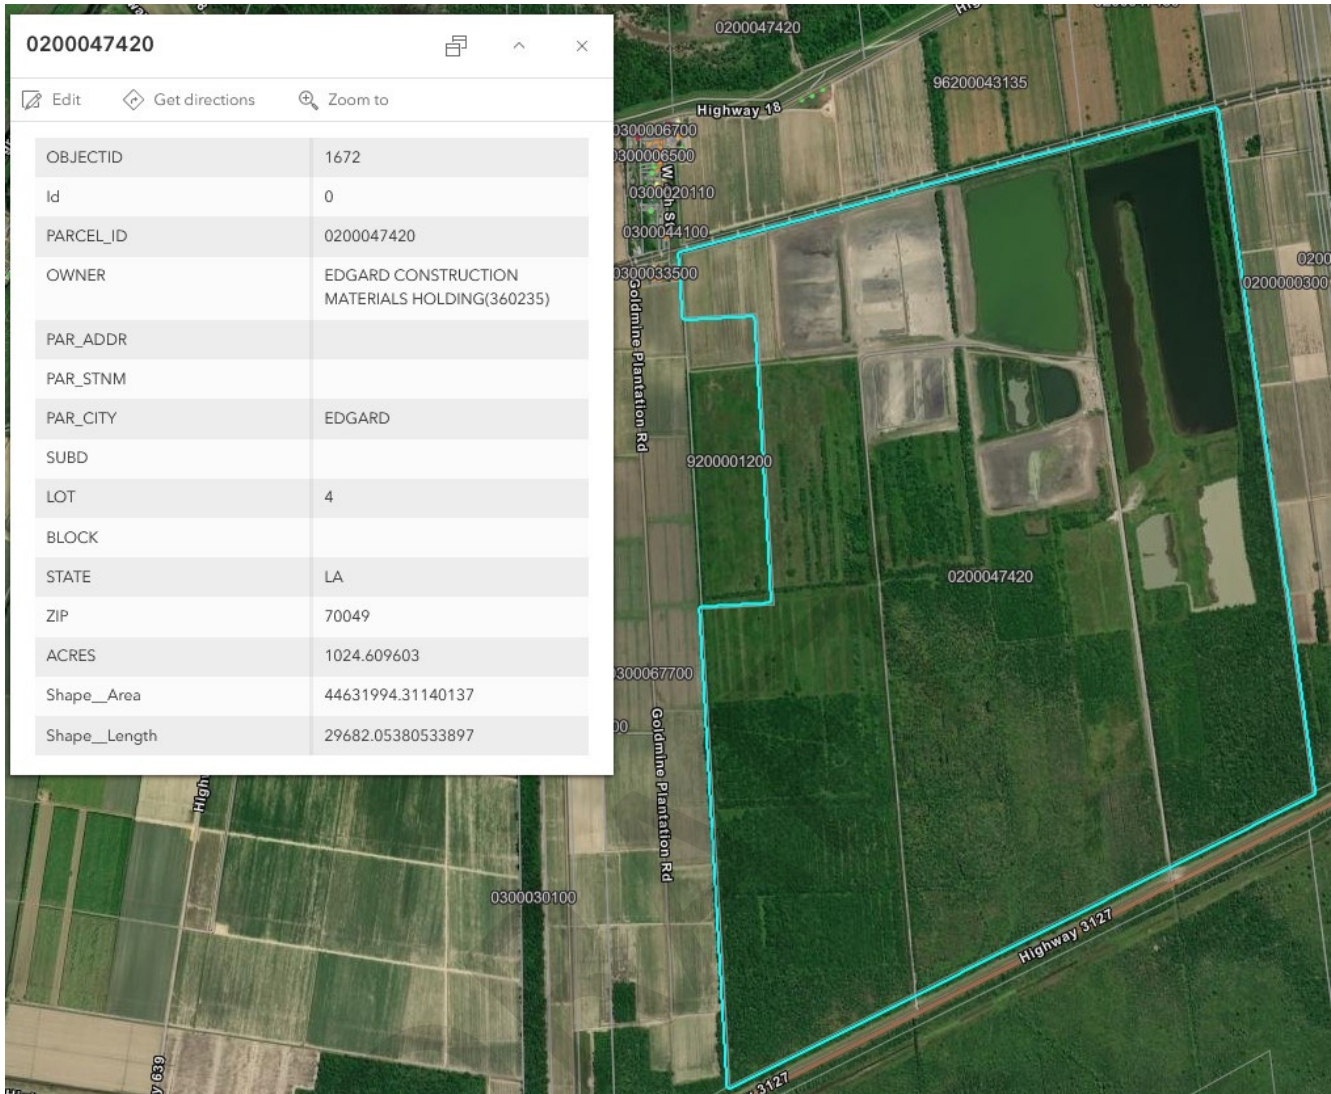 0200047420
Edit
Get directions
Zoom to
OBJECTID 1672
Id 0
PARCEL_ID 0200047420
OWNER EDGARD CONSTRUCTION
MATERIALS HOLDING(360235)
PAR_ADDR
PAR_STNM
PAR_CITY EDGARD
SUBD
LOT 4
BLOCK
STATE LA
ZIP 70049
ACRES 1024.609603
Shape__Area 44631994.31140137
Shape__Length 29682.05380533897
0200047420
96200043135
Highway 18
0300006700
0300006500
0300020110
0300044100
0300033500
0200000300
Goldmine Plantation Rd
9200001200
0200047420
0300067700
Goldmine Plantation Rd
0300030100
Highway 3127
3127
639